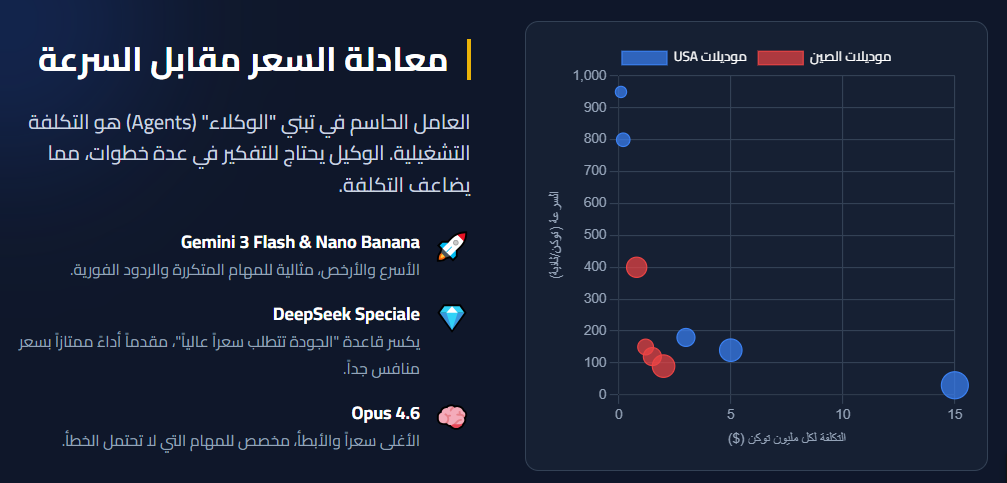 معادلة السعر مقابل السرعة
العامل الحاسم في تبني "الوكلاء" (Agents) هو التكلفة
التشغيلية. الوكيل يحتاج للتفكير في عدة خطوات، مما
يضاعف التكلفة.
Gemini 3 Flash & Nano Banana
الأسرع والأرخص، مثالية للمهام المتكررة والردود الفورية.
DeepSeek Speciale
يكسر قاعدة "الجودة تتطلب سعراً عالياً"، مقدماً أداءً ممتازاً بسعر
منافس جداً.
Opus 4.6
الأغلى سعراً والأبطأ، مخصص للمهام التي لا تحتمل الخطأ.
موديلات USA
موديلات الصين
السرعة (توكن/ثانية)
1,000
900
800
700
600
500
400
300
200
100
0
0 5 10 15
التكلفة لكل مليون توكن ($)